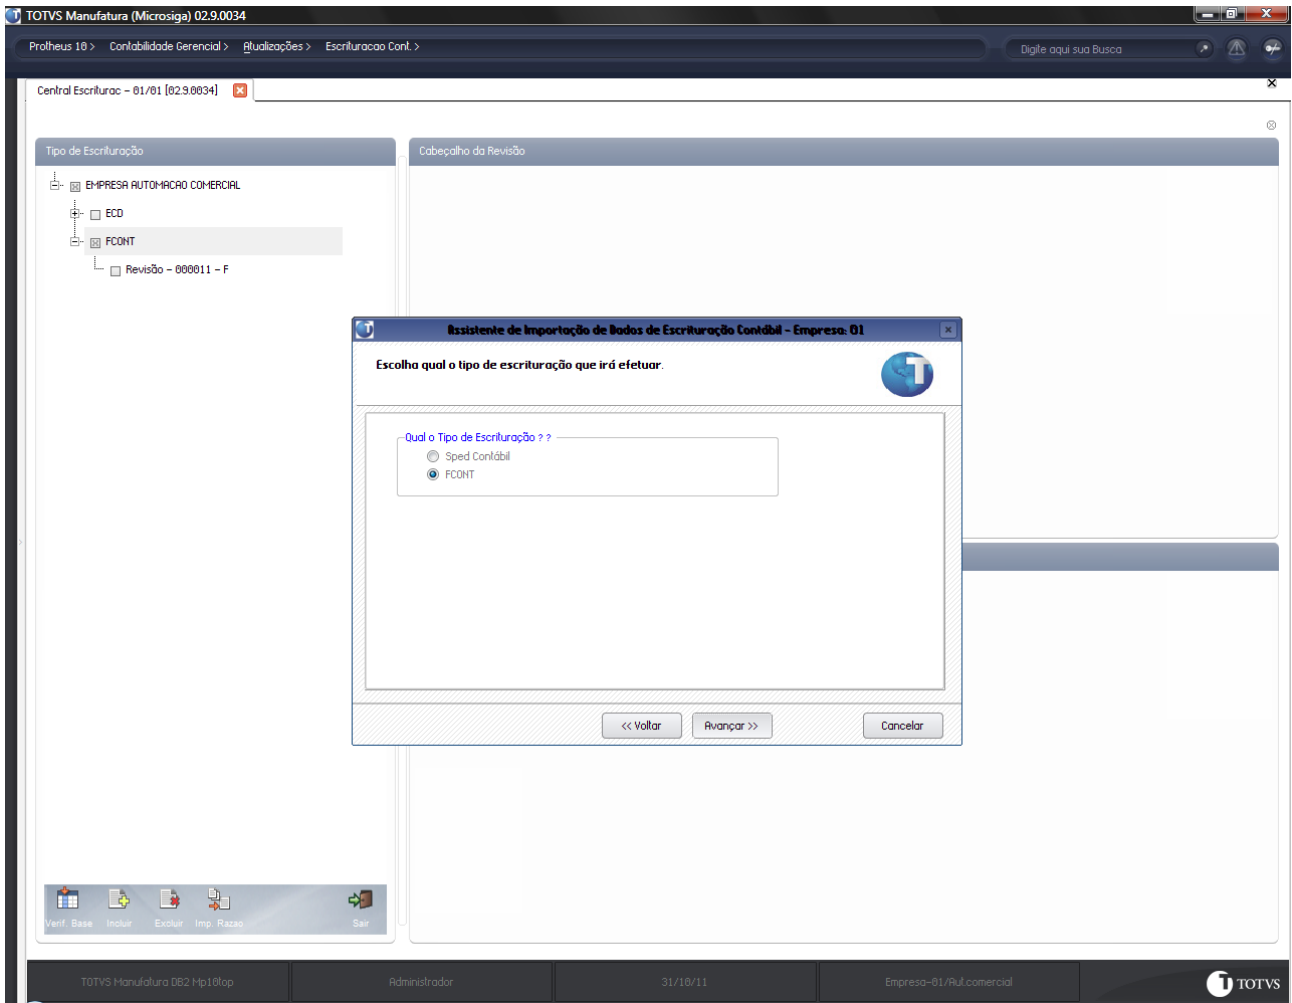 TOTVS Manufatura (Microsiga) 02.9.0034
Protheus 10 > Contabilidade Gerencial > Atualizações > Escrituracao Cont. >
Digite aqui sua Busca
Central Escriturac - 01/01 [02.9.0034]
Tipo de Escrituração
Cabeçalho da Revisão
EMPRESA AUTOMACAO COMERCIAL
ECD
FCONT
Revisão - 000011 - F
Assistente de Importação de Dados de Escrituração Contábil - Empresa: 01
Escolha qual o tipo de escrituração que irá efetuar.
Qual o Tipo de Escrituração ? ?
Sped Contábil
FCONT
<< Voltar
Avançar >>
Cancelar
Verif. Base
Incluir
Excluir
Imp. Razao
Sair
TOTVS Manufatura DB2 Mp10top
Administrador
31/10/11
Empresa-01/Aut.comercial
TOTVS